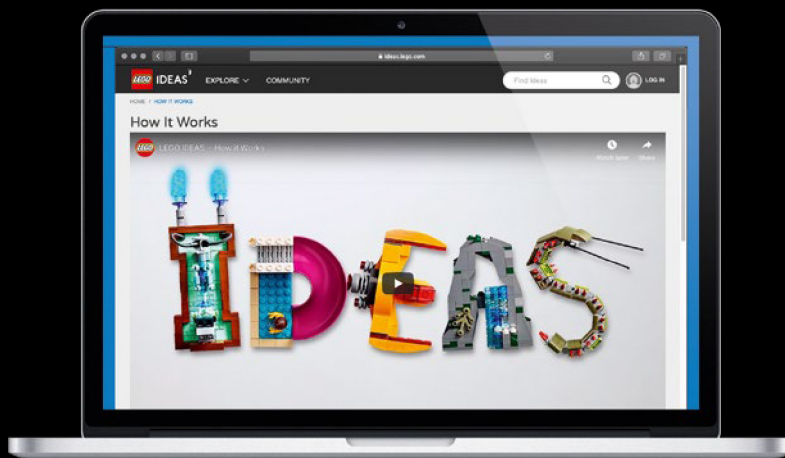 ideas.lego.com
LEGO IDEAS EXPLORE COMMUNITY Find Ideas LOG IN
HOME / HOW IT WORKS
How It Works
LEGO LEGO IDEAS – How it Works
Watch later Share
IDEAS